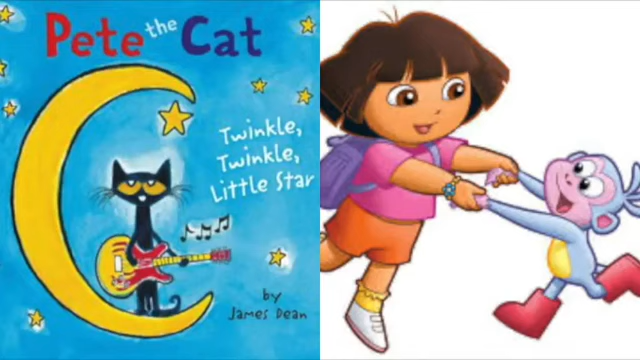 Pete the Cat
Twinkle,
Twinkle,
Little Star
by
James Dean